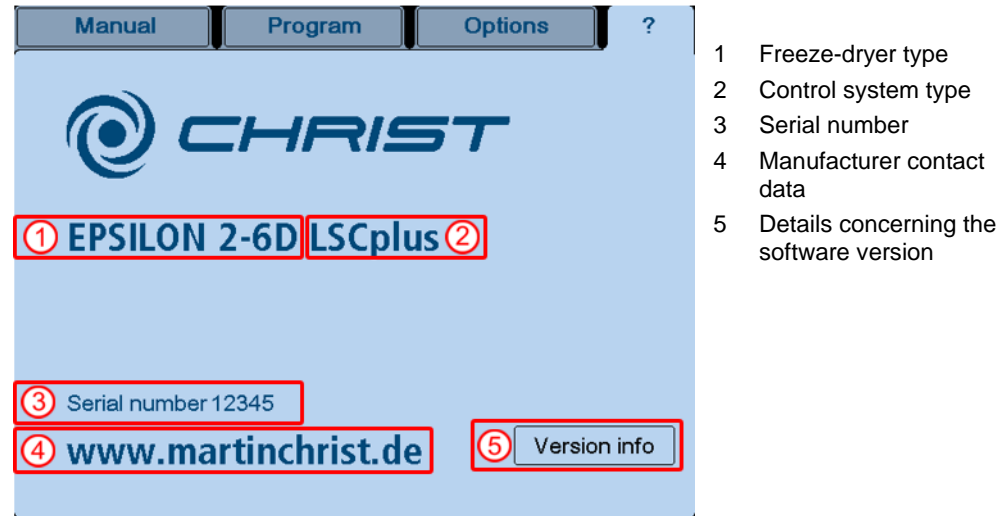 Manual Program Options ?
CHRIST
1 EPSILON 2-6D LSCplus 2
3 Serial number 12345
4 www.martinchrist.de 5 Version info
1 Freeze-dryer type
2 Control system type
3 Serial number
4 Manufacturer contact
data
5 Details concerning the
software version